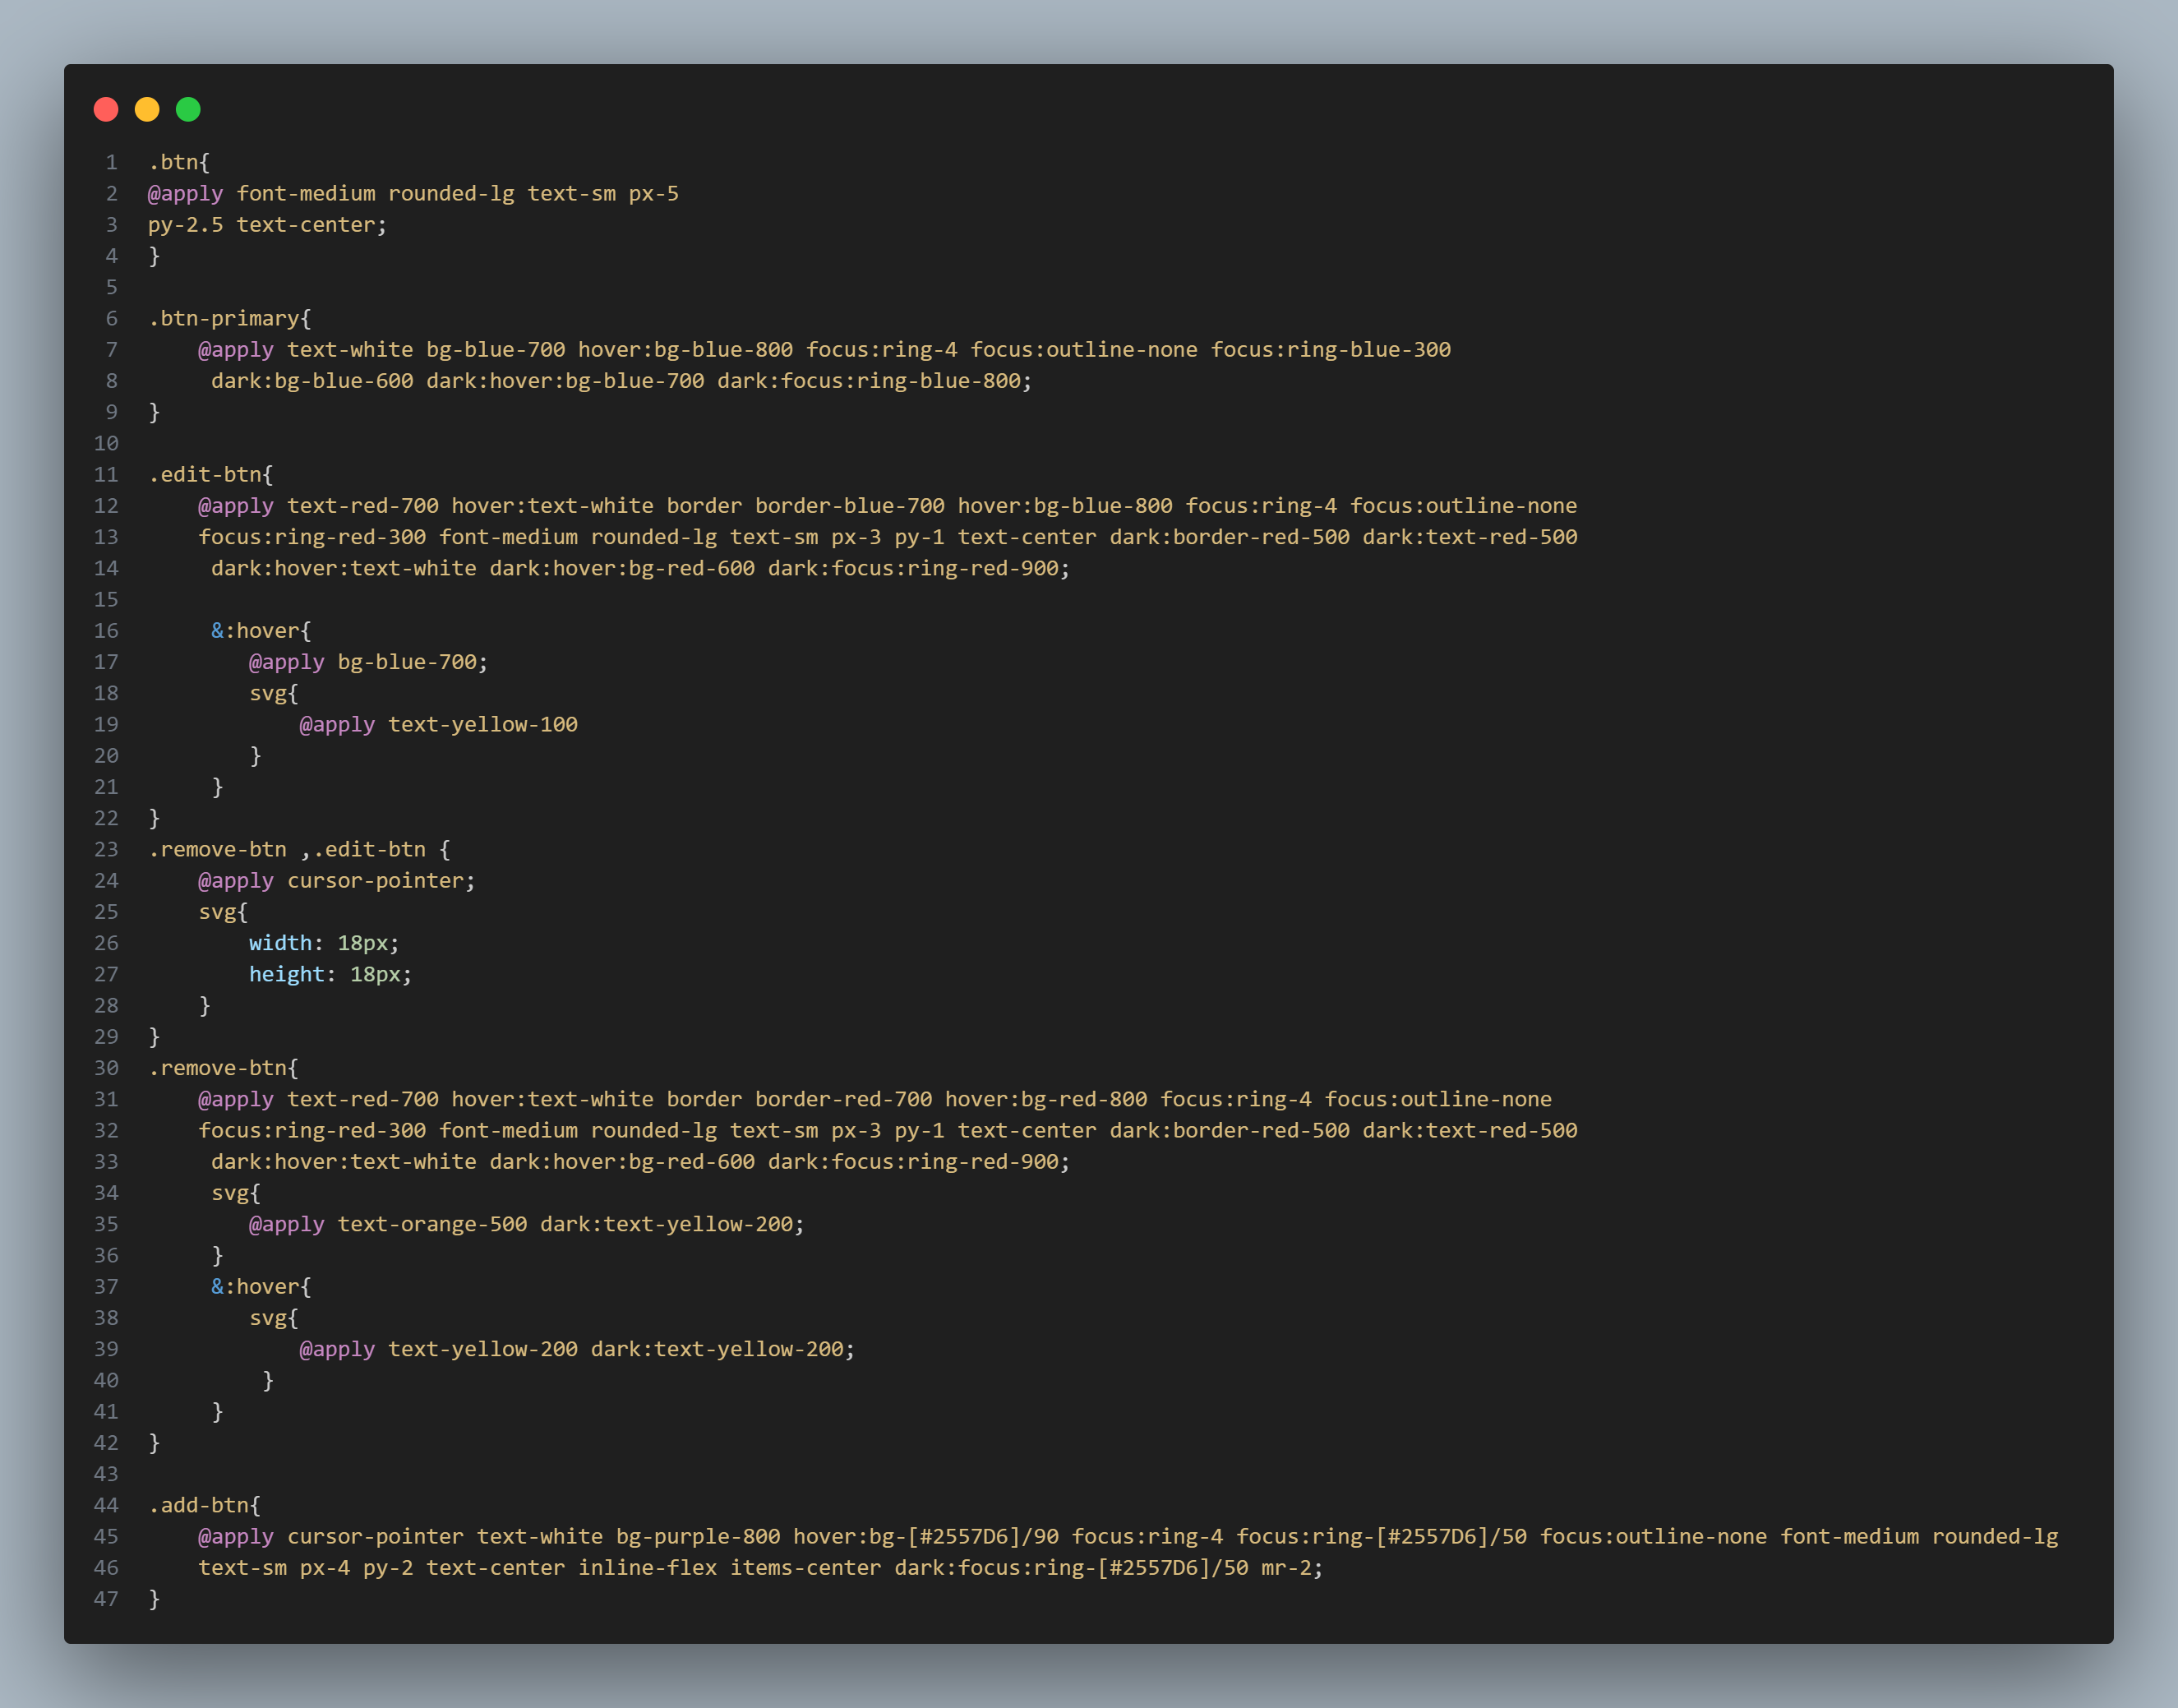 1 .btn{
2 @apply font-medium rounded-lg text-sm px-5
3 py-2.5 text-center;
4 }
5
6 .btn-primary{
7     @apply text-white bg-blue-700 hover:bg-blue-800 focus:ring-4 focus:outline-none focus:ring-blue-300
8      dark:bg-blue-600 dark:hover:bg-blue-700 dark:focus:ring-blue-800;
9 }
10
11 .edit-btn{
12     @apply text-red-700 hover:text-white border border-blue-700 hover:bg-blue-800 focus:ring-4 focus:outline-none
13     focus:ring-red-300 font-medium rounded-lg text-sm px-3 py-1 text-center dark:border-red-500 dark:text-red-500
14      dark:hover:text-white dark:hover:bg-red-600 dark:focus:ring-red-900;
15
16      &:hover{
17         @apply bg-blue-700;
18         svg{
19             @apply text-yellow-100
20         }
21      }
22 }
23 .remove-btn ,.edit-btn {
24     @apply cursor-pointer;
25     svg{
26         width: 18px;
27         height: 18px;
28     }
29 }
30 .remove-btn{
31     @apply text-red-700 hover:text-white border border-red-700 hover:bg-red-800 focus:ring-4 focus:outline-none
32     focus:ring-red-300 font-medium rounded-lg text-sm px-3 py-1 text-center dark:border-red-500 dark:text-red-500
33      dark:hover:text-white dark:hover:bg-red-600 dark:focus:ring-red-900;
34      svg{
35         @apply text-orange-500 dark:text-yellow-200;
36      }
37      &:hover{
38         svg{
39             @apply text-yellow-200 dark:text-yellow-200;
40          }
41      }
42 }
43
44 .add-btn{
45     @apply cursor-pointer text-white bg-purple-800 hover:bg-[#2557D6]/90 focus:ring-4 focus:ring-[#2557D6]/50 focus:outline-none font-medium rounded-lg
46     text-sm px-4 py-2 text-center inline-flex items-center dark:focus:ring-[#2557D6]/50 mr-2;
47 }